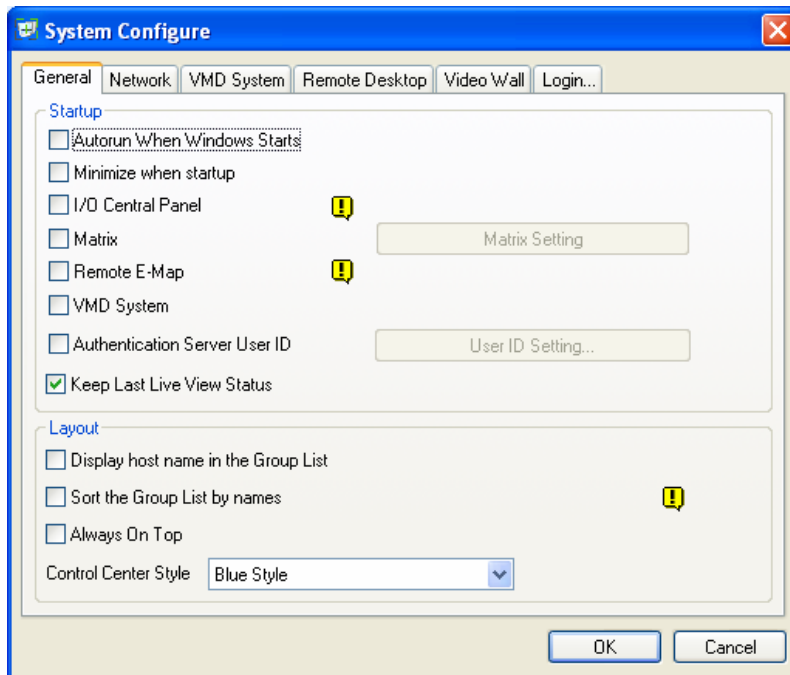 System Configure
General Network VMD System Remote Desktop Video Wall Login...
Startup
Autorun When Windows Starts
Minimize when startup
I/O Central Panel
Matrix Matrix Setting
Remote E-Map
VMD System
Authentication Server User ID User ID Setting...
Keep Last Live View Status
Layout
Display host name in the Group List
Sort the Group List by names
Always On Top
Control Center Style Blue Style
OK Cancel